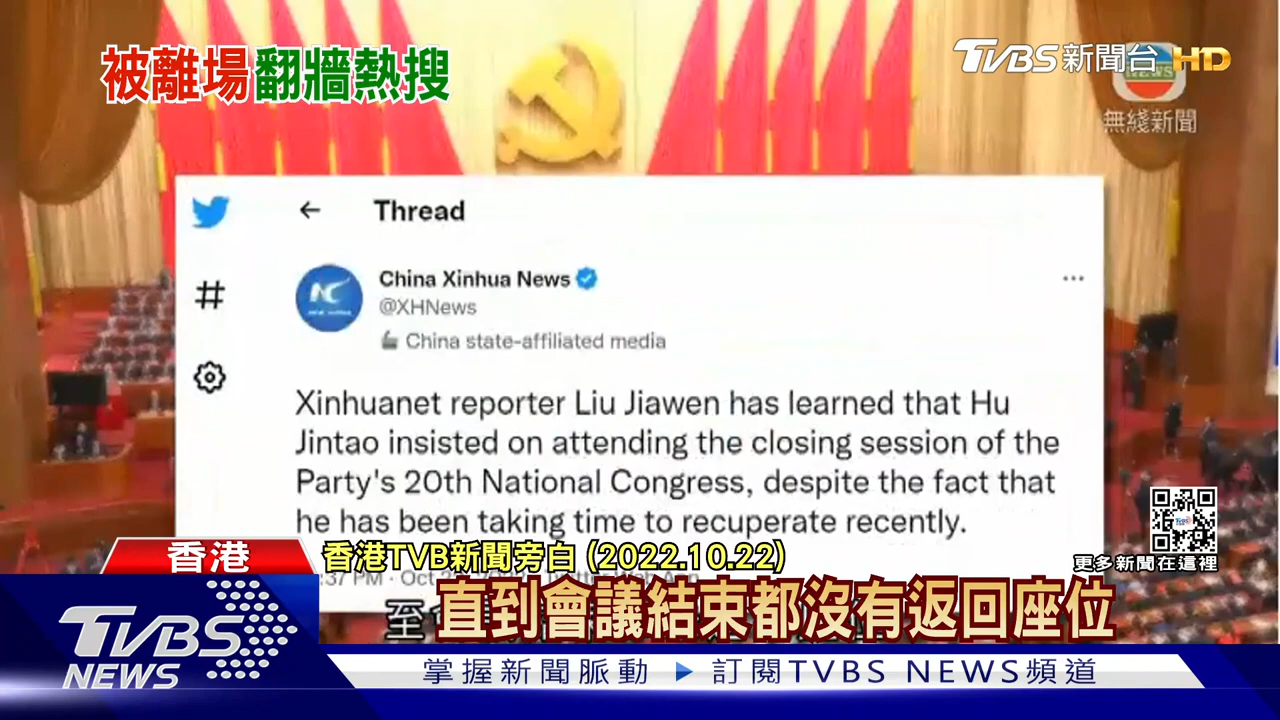 被離場翻牆熱搜
TVBS新聞台 HD
NEWS
無綫新聞
Thread
China Xinhua News
@XHNews
China state-affiliated media
Xinhuanet reporter Liu Jiawen has learned that Hu
Jintao insisted on attending the closing session of the
Party's 20th National Congress, despite the fact that
he has been taking time to recuperate recently.
更多新聞在這裡
香港
香港TVB新聞旁白 (2022.10.22)
:37 PM · Oct
直到會議結束都沒有返回座位
TVBS
NEWS
掌握新聞脈動 ▶ 訂閱TVBS NEWS頻道